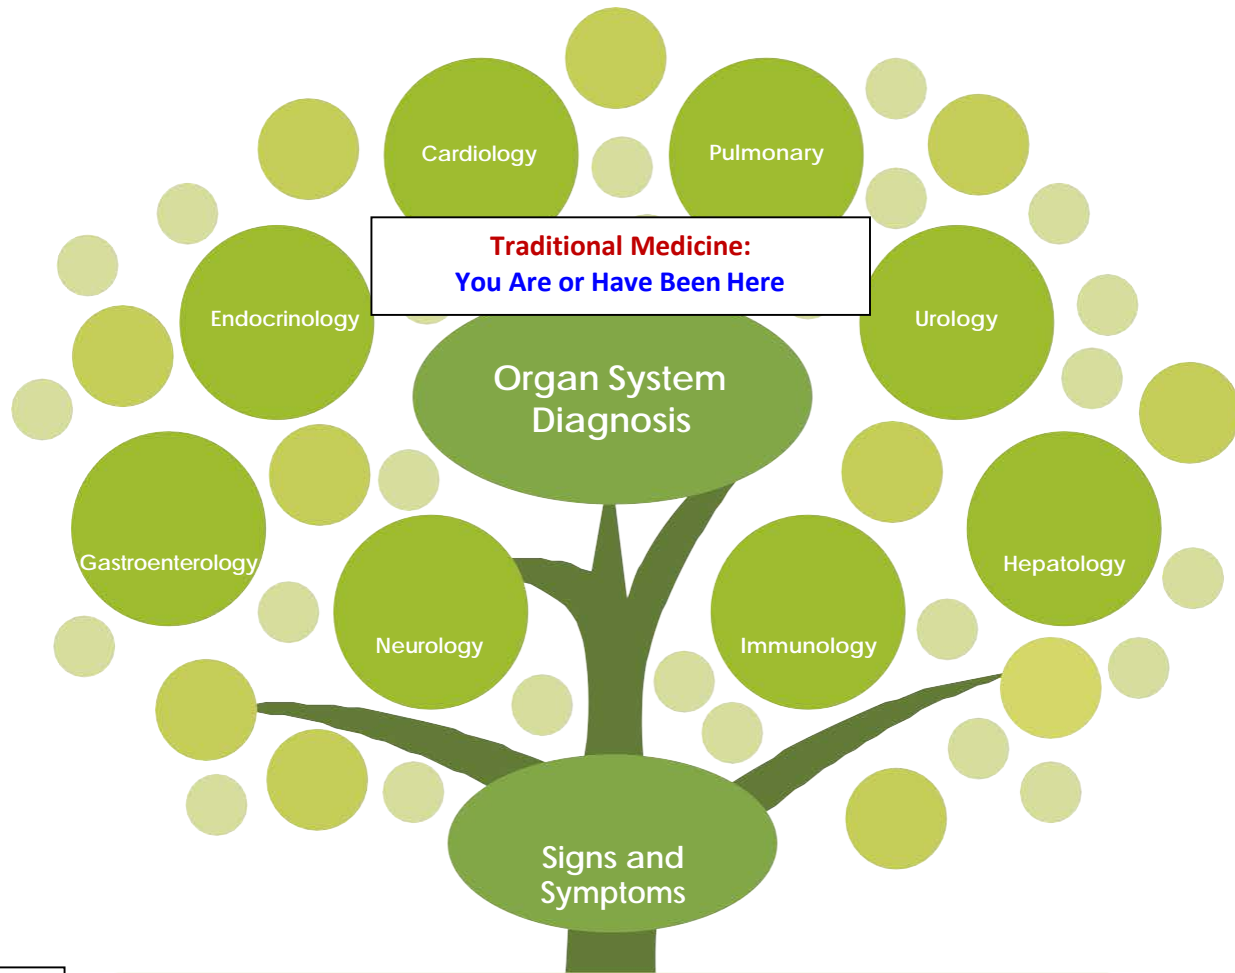 Cardiology
Pulmonary
Traditional Medicine:
You Are or Have Been Here
Endocrinology
Urology
Organ System
Diagnosis
Gastroenterology
Hepatology
Neurology
Immunology
Signs and
Symptoms